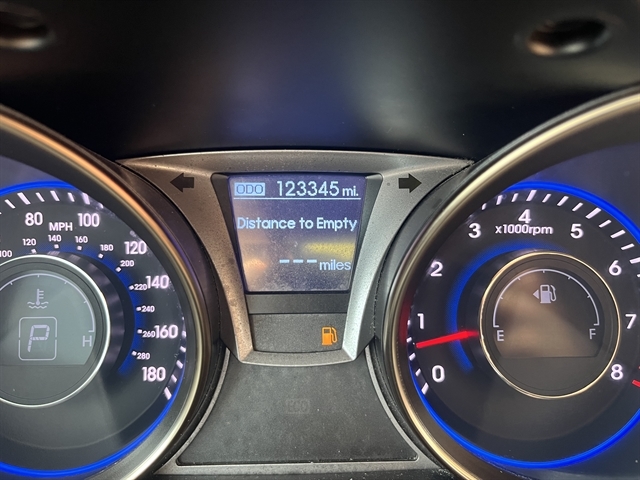 ODO 123345 mi.
Distance to Empty
--- miles
80 MPH 100
120
140
160
180
100 120 140 160 180
200
220
240
260
280
P
H
3 4 5
x1000rpm
2 6
1 7
0 8
E F